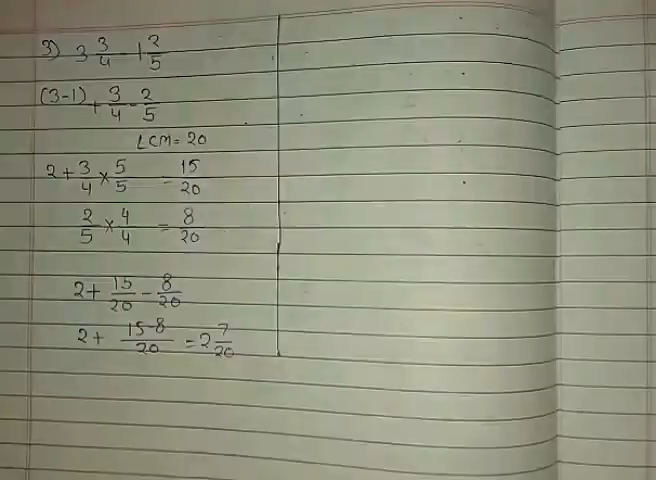 3) 3 3/4 - 1 2/5
(3-1) + 3/4 - 2/5
LCM = 20
2 + 3/4 × 5/5 = 15/20
2/5 × 4/4 = 8/20
2 + 15/20 - 8/20
2 + 15-8/20 = 2 7/20